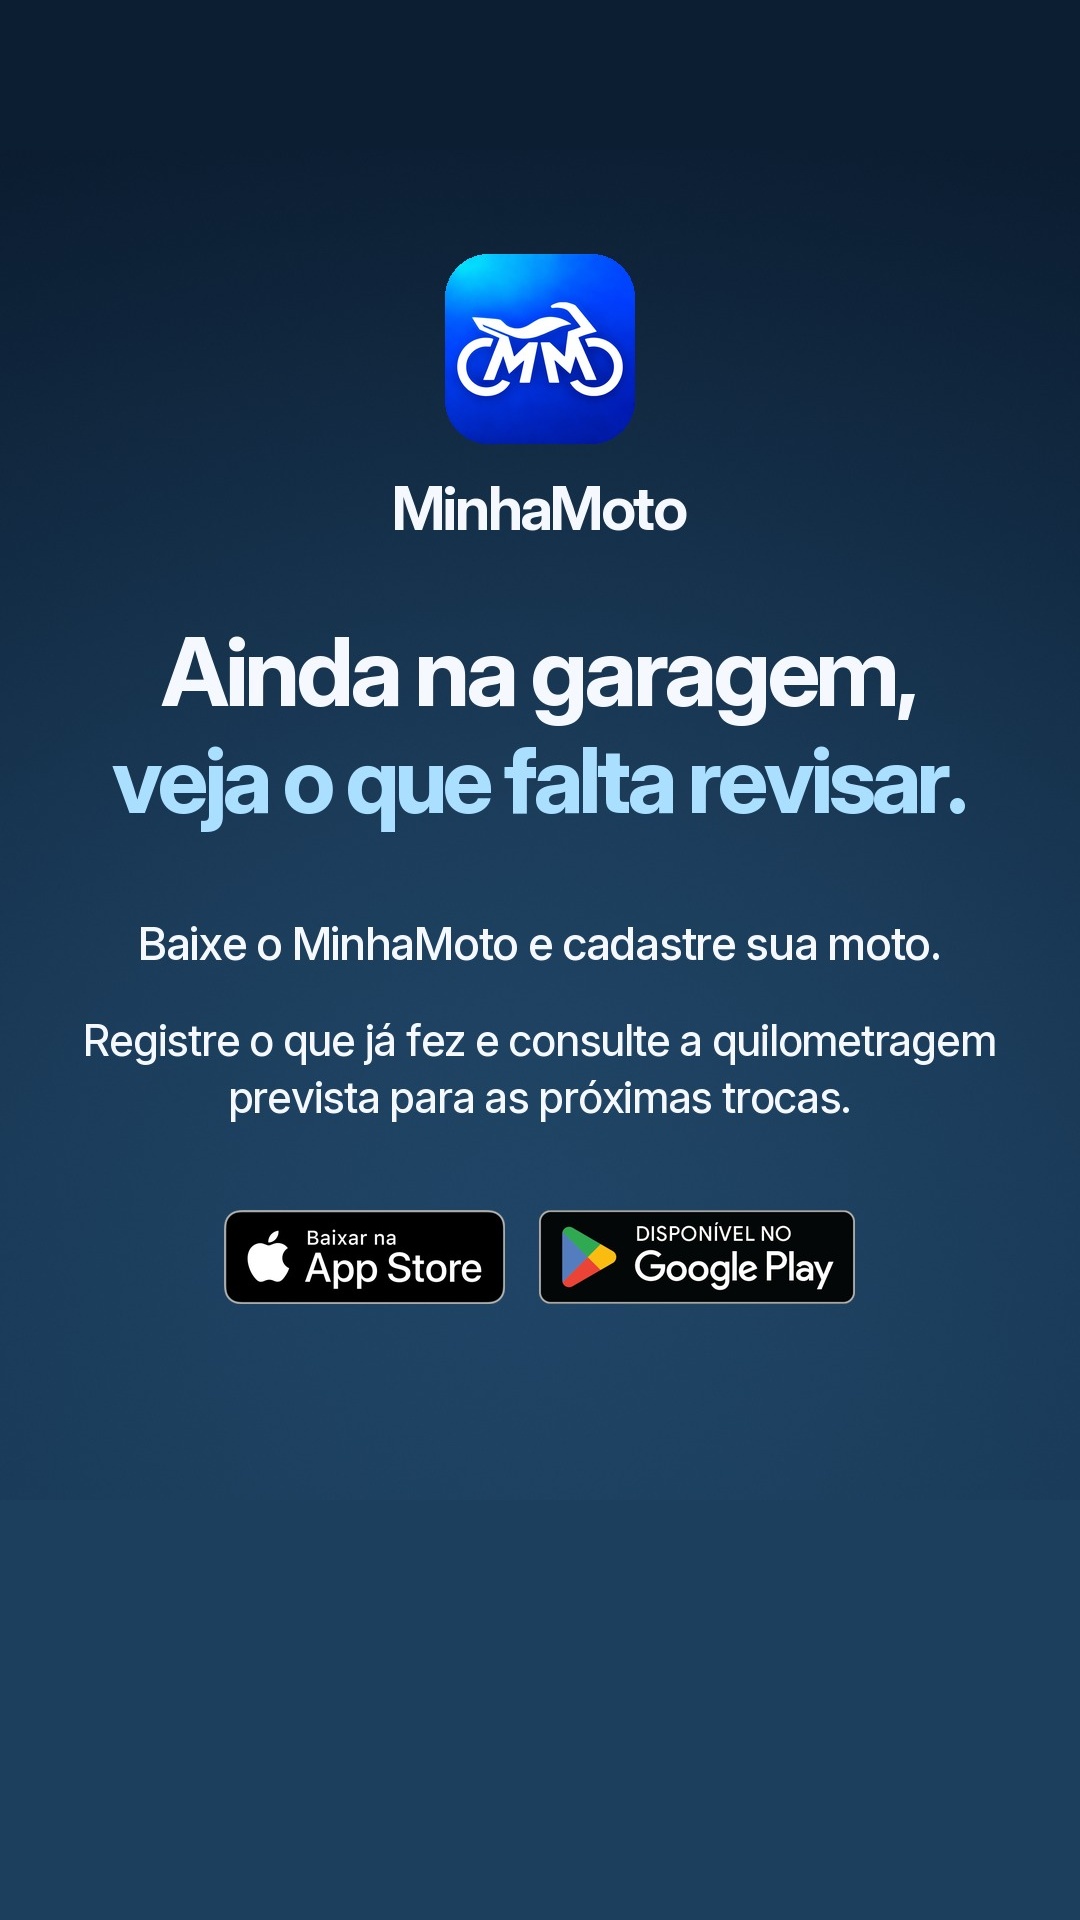 MM
MinhaMoto
Ainda na garagem,
veja o que falta revisar.
Baixe o MinhaMoto e cadastre sua moto.
Registre o que já fez e consulte a quilometragem
prevista para as próximas trocas.
Baixar na
App Store
DISPONÍVEL NO
Google Play